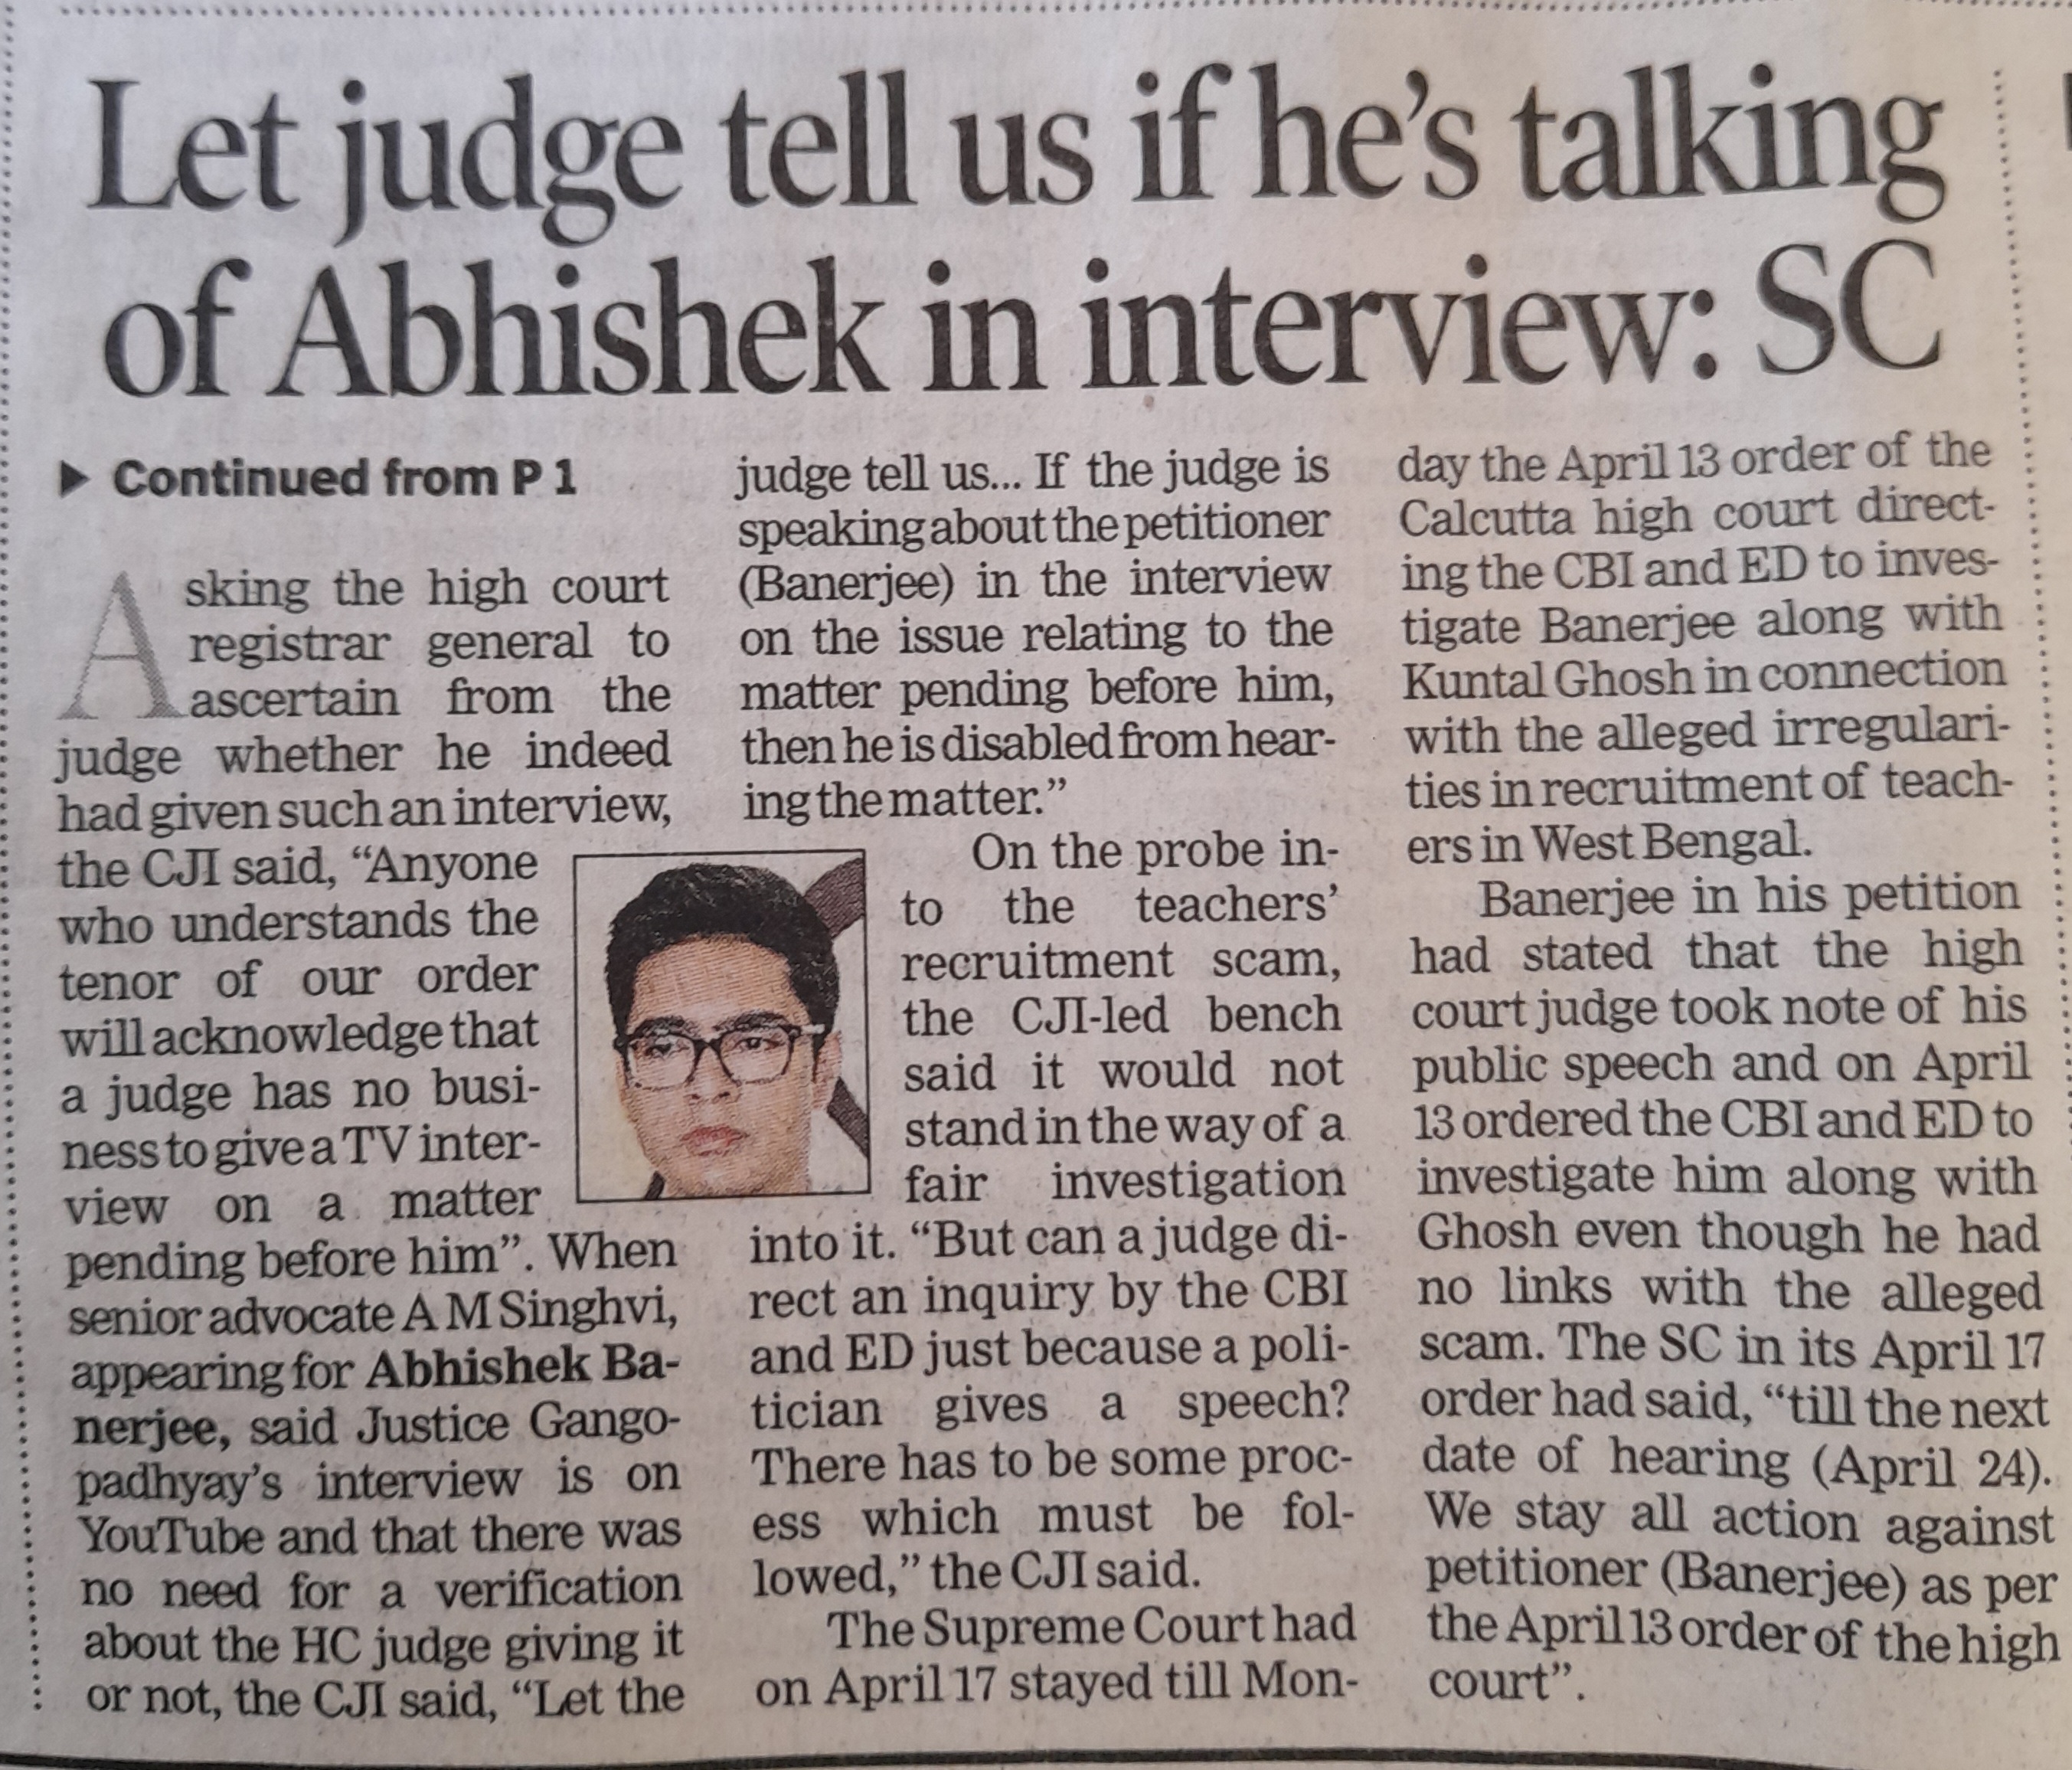 Let judge tell us if he's talking
of Abhishek in interview: SC
▶ Continued from P 1
Asking the high court
registrar general to
ascertain from the
judge whether he indeed
had given such an interview,
the CJI said, “Anyone
who understands the
tenor of our order
will acknowledge that
a judge has no busi-
ness to give a TV inter-
view on a matter
pending before him”. When
senior advocate A M Singhvi,
appearing for Abhishek Ba-
nerjee, said Justice Gango-
padhyay’s interview is on
YouTube and that there was
no need for a verification
about the HC judge giving it
or not, the CJI said, “Let the
judge tell us... If the judge is
speaking about the petitioner
(Banerjee) in the interview
on the issue relating to the
matter pending before him,
then he is disabled from hear-
ing the matter.”
On the probe in-
to the teachers’
recruitment scam,
the CJI-led bench
said it would not
stand in the way of a
fair investigation
into it. “But can a judge di-
rect an inquiry by the CBI
and ED just because a poli-
tician gives a speech?
There has to be some proc-
ess which must be fol-
lowed,” the CJI said.
The Supreme Court had
on April 17 stayed till Mon-
day the April 13 order of the
Calcutta high court direct-
ing the CBI and ED to inves-
tigate Banerjee along with
Kuntal Ghosh in connection
with the alleged irregulari-
ties in recruitment of teach-
ers in West Bengal.
Banerjee in his petition
had stated that the high
court judge took note of his
public speech and on April
13 ordered the CBI and ED to
investigate him along with
Ghosh even though he had
no links with the alleged
scam. The SC in its April 17
order had said, “till the next
date of hearing (April 24).
We stay all action against
petitioner (Banerjee) as per
the April 13 order of the high
court”.